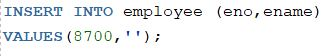 INSERT INTO employee (eno,ename)
VALUES(8700,'');